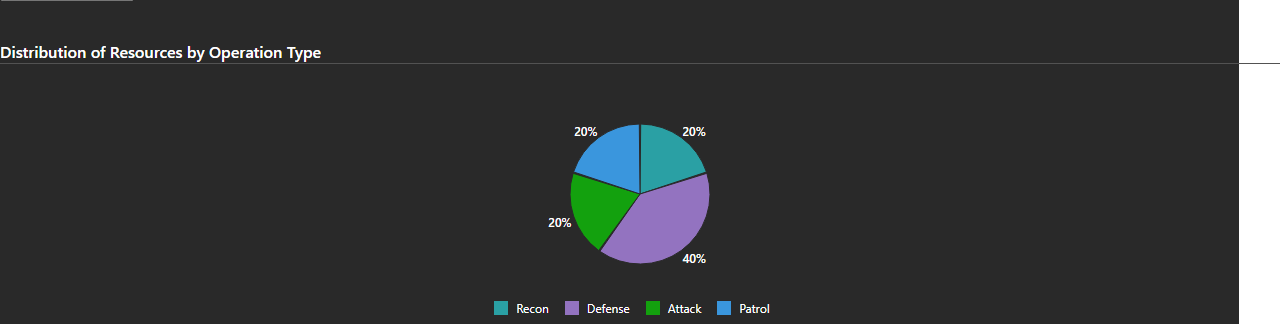 Distribution of Resources by Operation Type
20% 20%
20%
40%
Recon Defense Attack Patrol